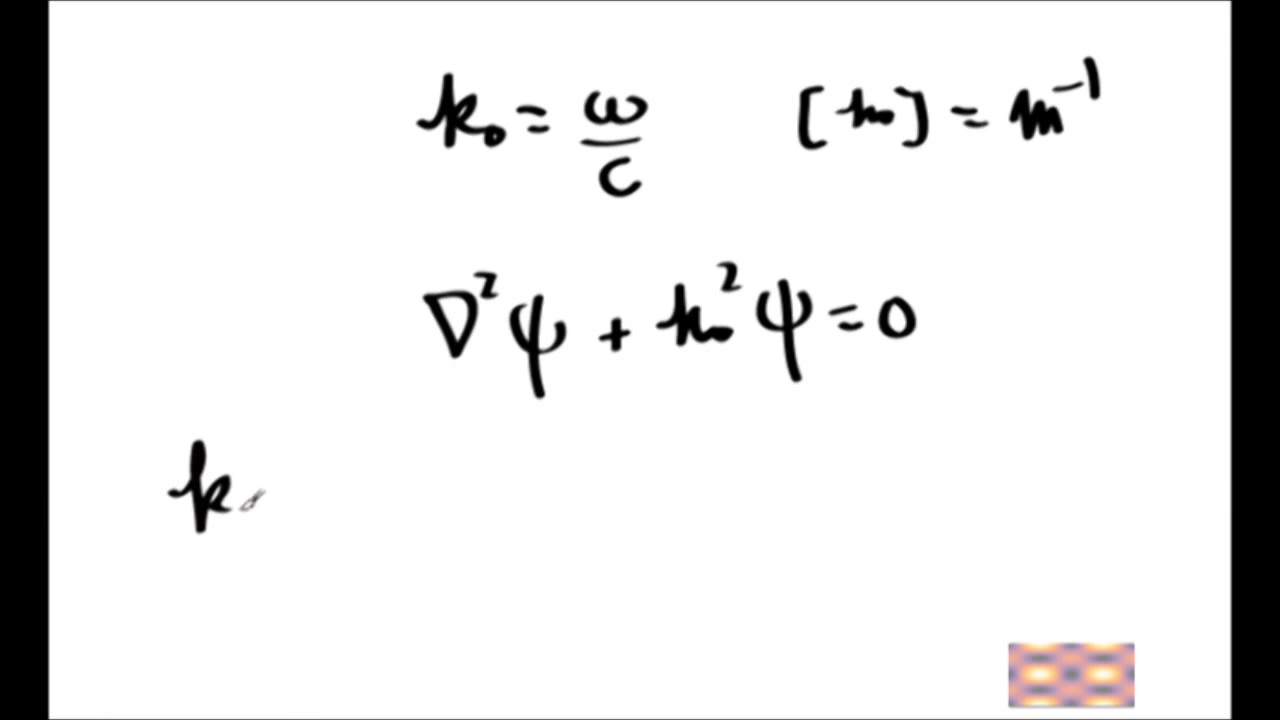 k₀ = ω/c [k₀] = m⁻¹
∇²ψ + k₀²ψ = 0
k